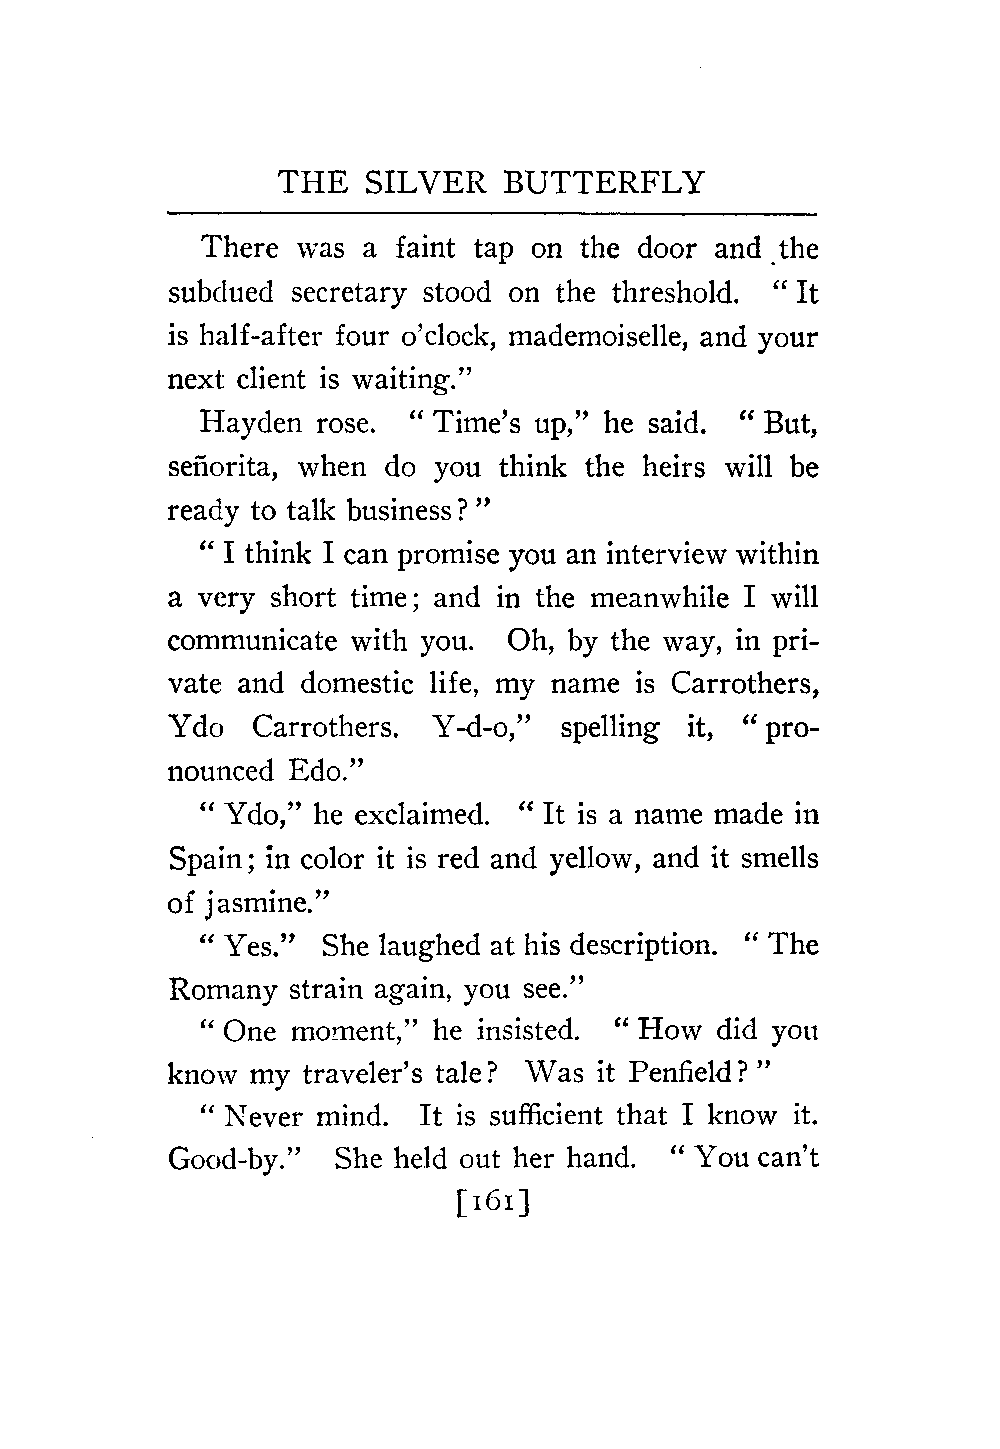 THE SILVER BUTTERFLY
There was a faint tap on the door and the
subdued secretary stood on the threshold. “ It
is half-after four o’clock, mademoiselle, and your
next client is waiting.”
Hayden rose. “ Time’s up,” he said. “ But,
señorita, when do you think the heirs will be
ready to talk business? ”
“ I think I can promise you an interview within
a very short time; and in the meanwhile I will
communicate with you. Oh, by the way, in pri-
vate and domestic life, my name is Carrothers,
Ydo Carrothers. Y-d-o,” spelling it, “ pro-
nounced Edo.”
“ Ydo,” he exclaimed. “ It is a name made in
Spain; in color it is red and yellow, and it smells
of jasmine.”
“ Yes.” She laughed at his description. “ The
Romany strain again, you see.”
“ One moment,” he insisted. “ How did you
know my traveler’s tale? Was it Penfield? ”
“ Never mind. It is sufficient that I know it.
Good-by.” She held out her hand. “ You can’t
[161]